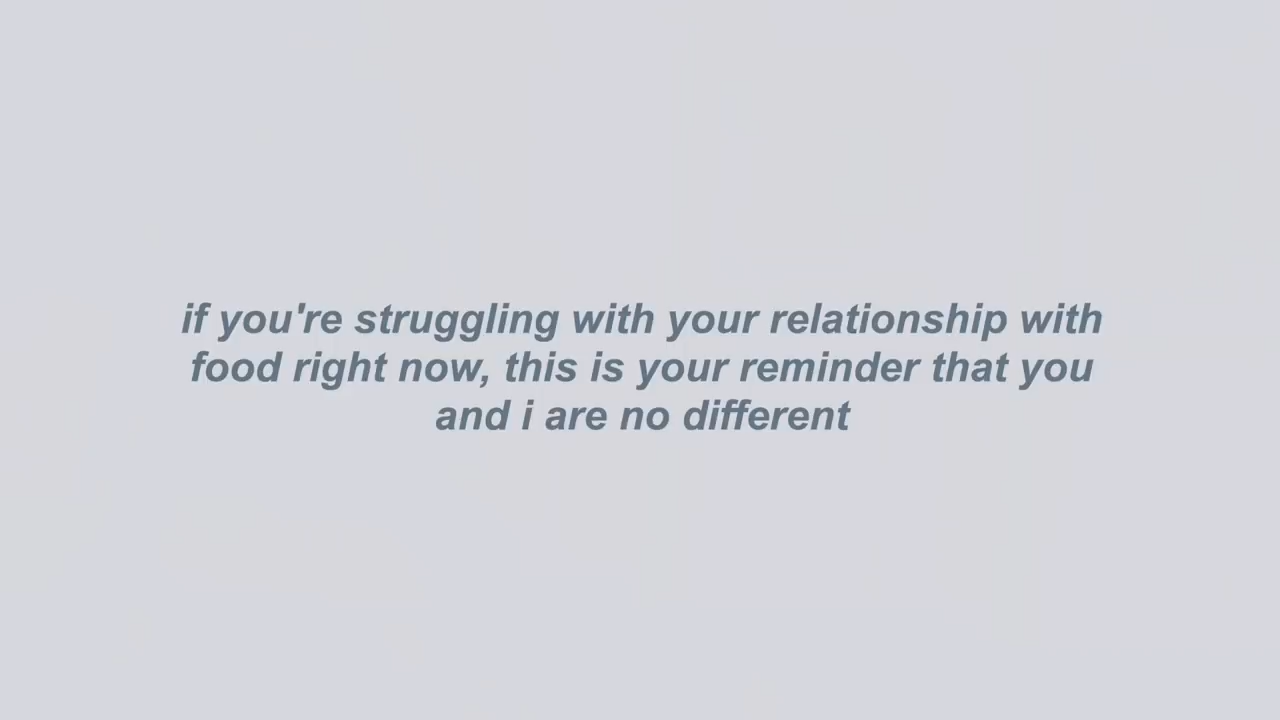 if you're struggling with your relationship with
food right now, this is your reminder that you
and i are no different